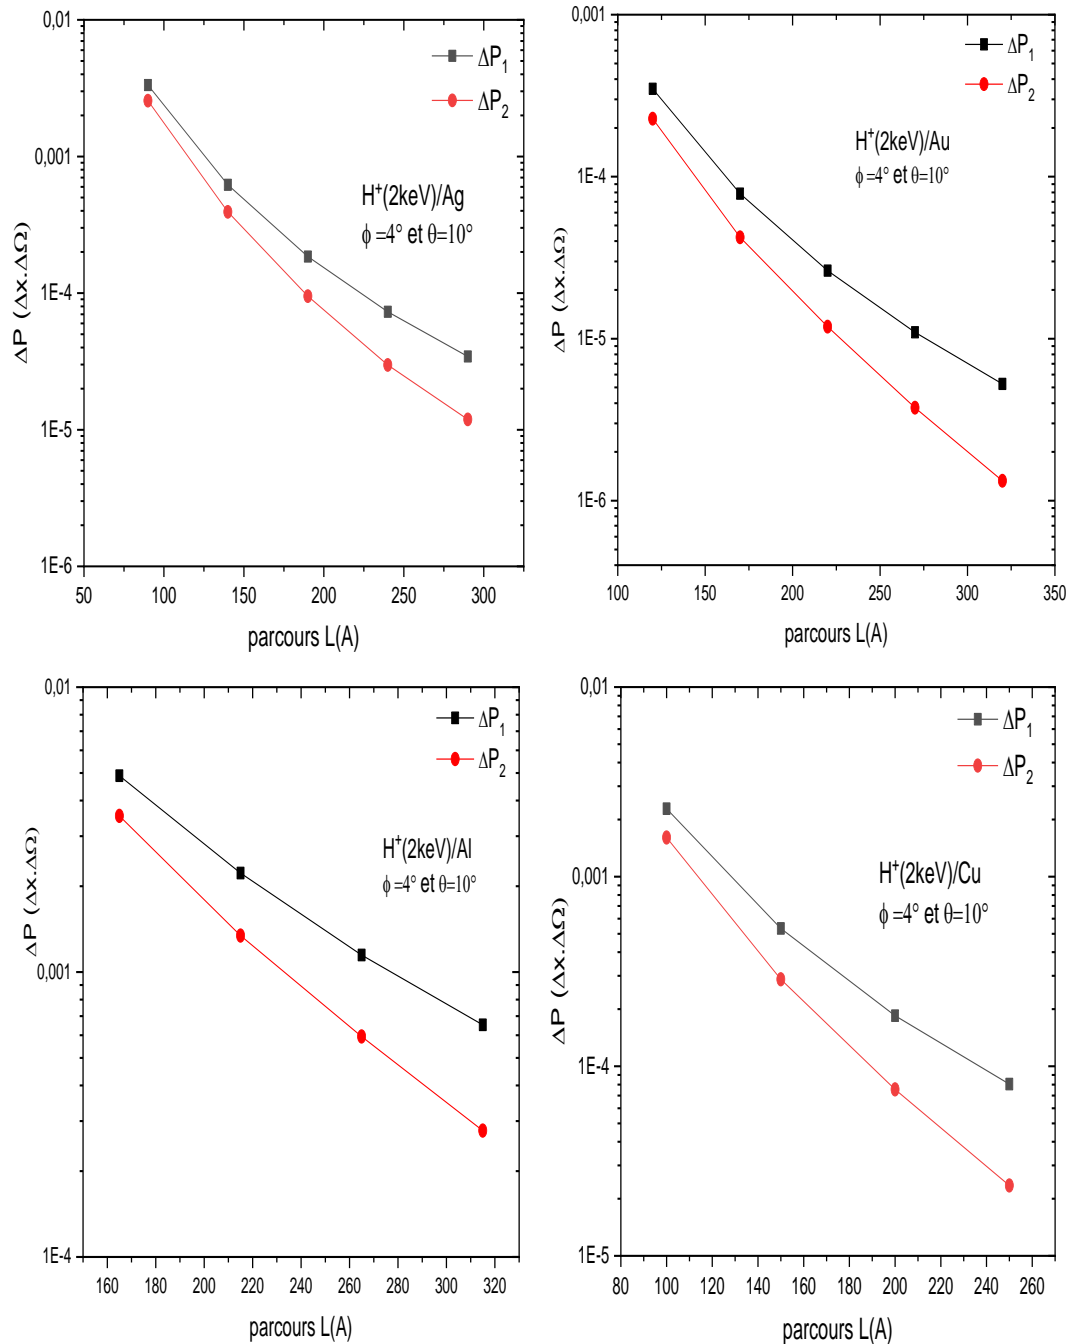 0,01
0,001
1E-4
1E-5
1E-6
ΔP (Δx.ΔΩ)
ΔP₁
ΔP₂
H⁺(2keV)/Ag
ϕ =4° et θ=10°
50 100 150 200 250 300
parcours L(A)
0,001
1E-4
1E-5
1E-6
ΔP (Δx.ΔΩ)
ΔP₁
ΔP₂
H⁺(2keV)/Au
ϕ =4° et θ=10°
100 150 200 250 300 350
parcours L(A)
0,01
0,001
1E-4
ΔP (Δx.ΔΩ)
ΔP₁
ΔP₂
H⁺(2keV)/Al
ϕ =4° et θ=10°
160 180 200 220 240 260 280 300 320
parcours L(A)
0,01
0,001
1E-4
1E-5
ΔP (Δx.ΔΩ)
ΔP₁
ΔP₂
H⁺(2keV)/Cu
ϕ =4° et θ=10°
80 100 120 140 160 180 200 220 240 260
parcours L(A)